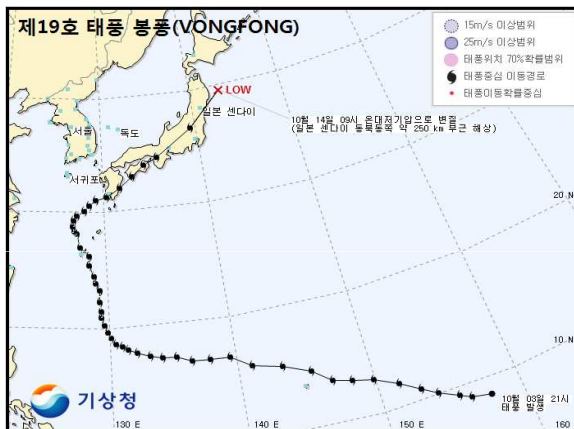 제19호 태풍 봉퐁(VONGFONG)
15m/s 이상범위
25m/s 이상범위
태풍위치 70%확률범위
태풍중심 이동경로
태풍이동확률중심
LOW
10월 14일 09시 온대저기압으로 변질
(일본 센다이 동북동쪽 약 250 km 부근 해상)
일본 센다이
서울
독도
서귀포
20 N
10 N
10월 03일 21시
태풍 발생
기상청
130 E
140 E
150 E
160